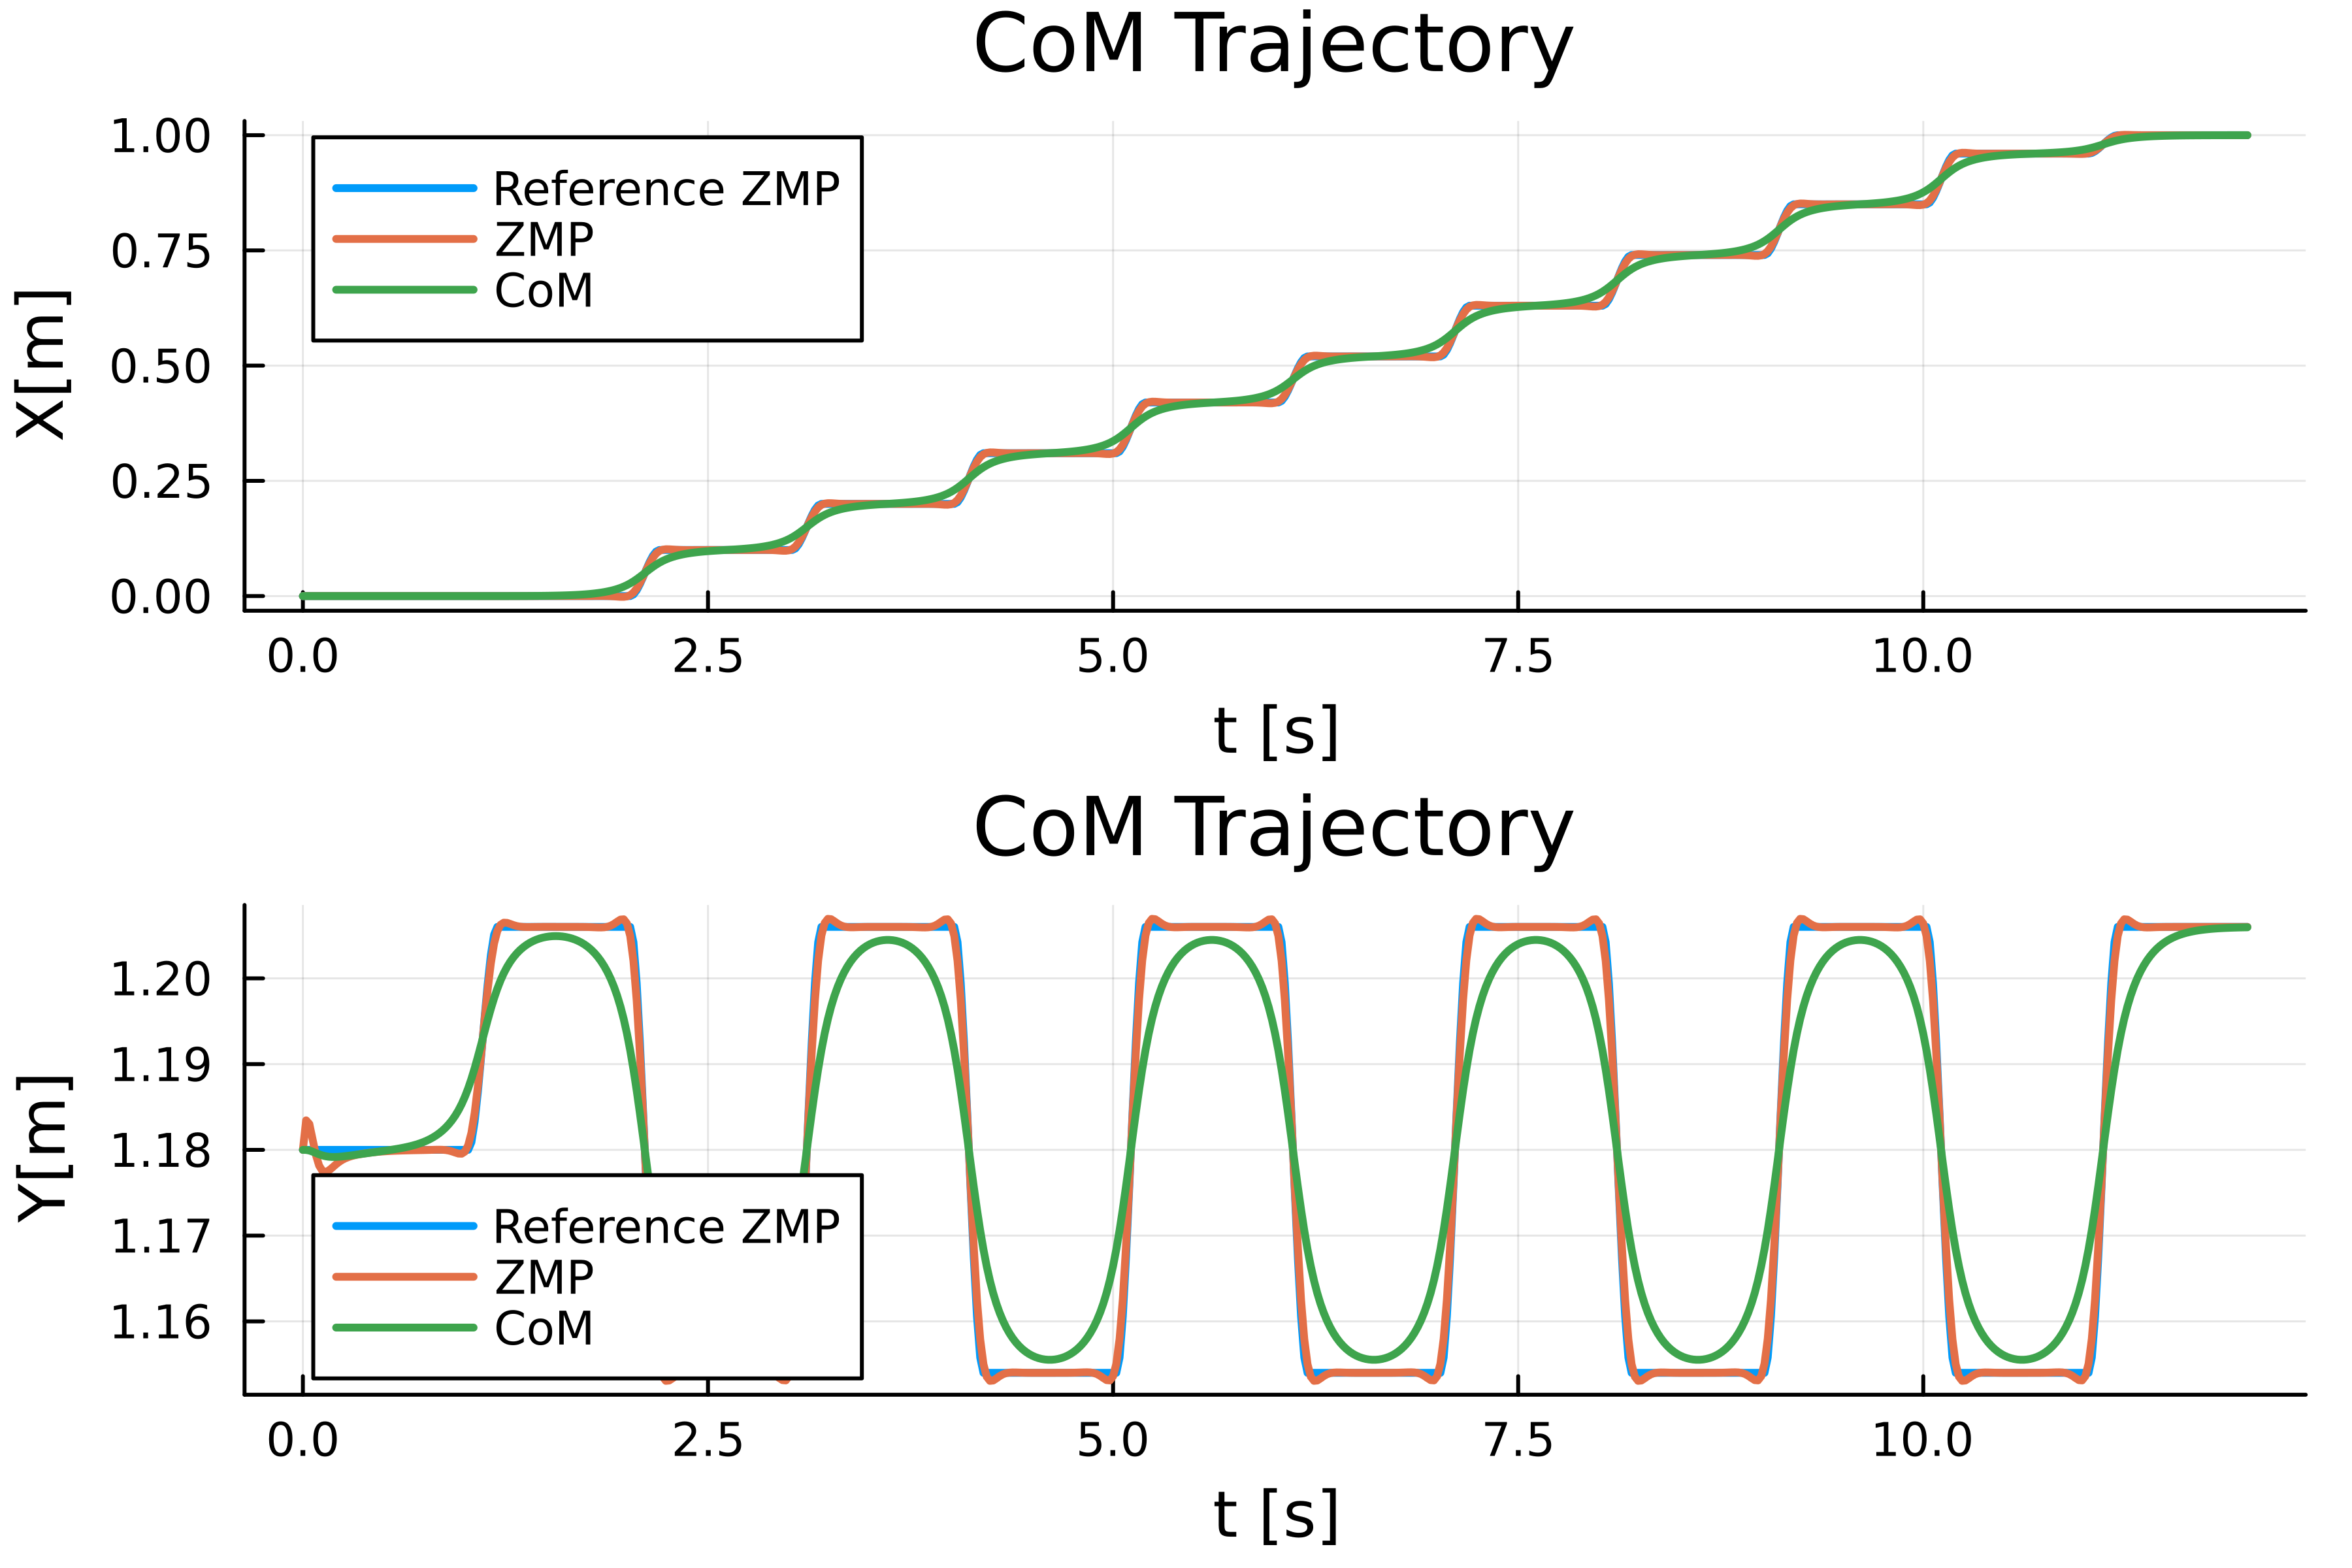 CoM Trajectory
X[m]
1.00
0.75
0.50
0.25
0.00
Reference ZMP
ZMP
CoM
0.0 2.5 5.0 7.5 10.0
t [s]
CoM Trajectory
Y[m]
1.20
1.19
1.18
1.17
1.16
Reference ZMP
ZMP
CoM
0.0 2.5 5.0 7.5 10.0
t [s]